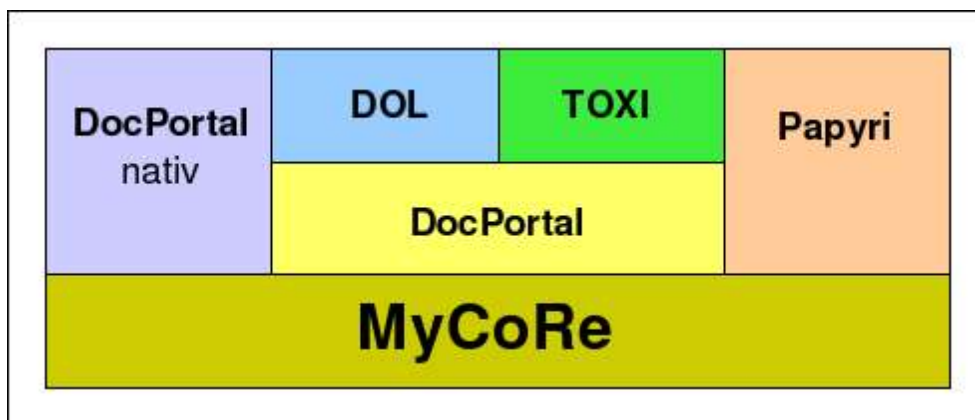 DocPortal
nativ
DOL
TOXI
Papyri
DocPortal
MyCoRe